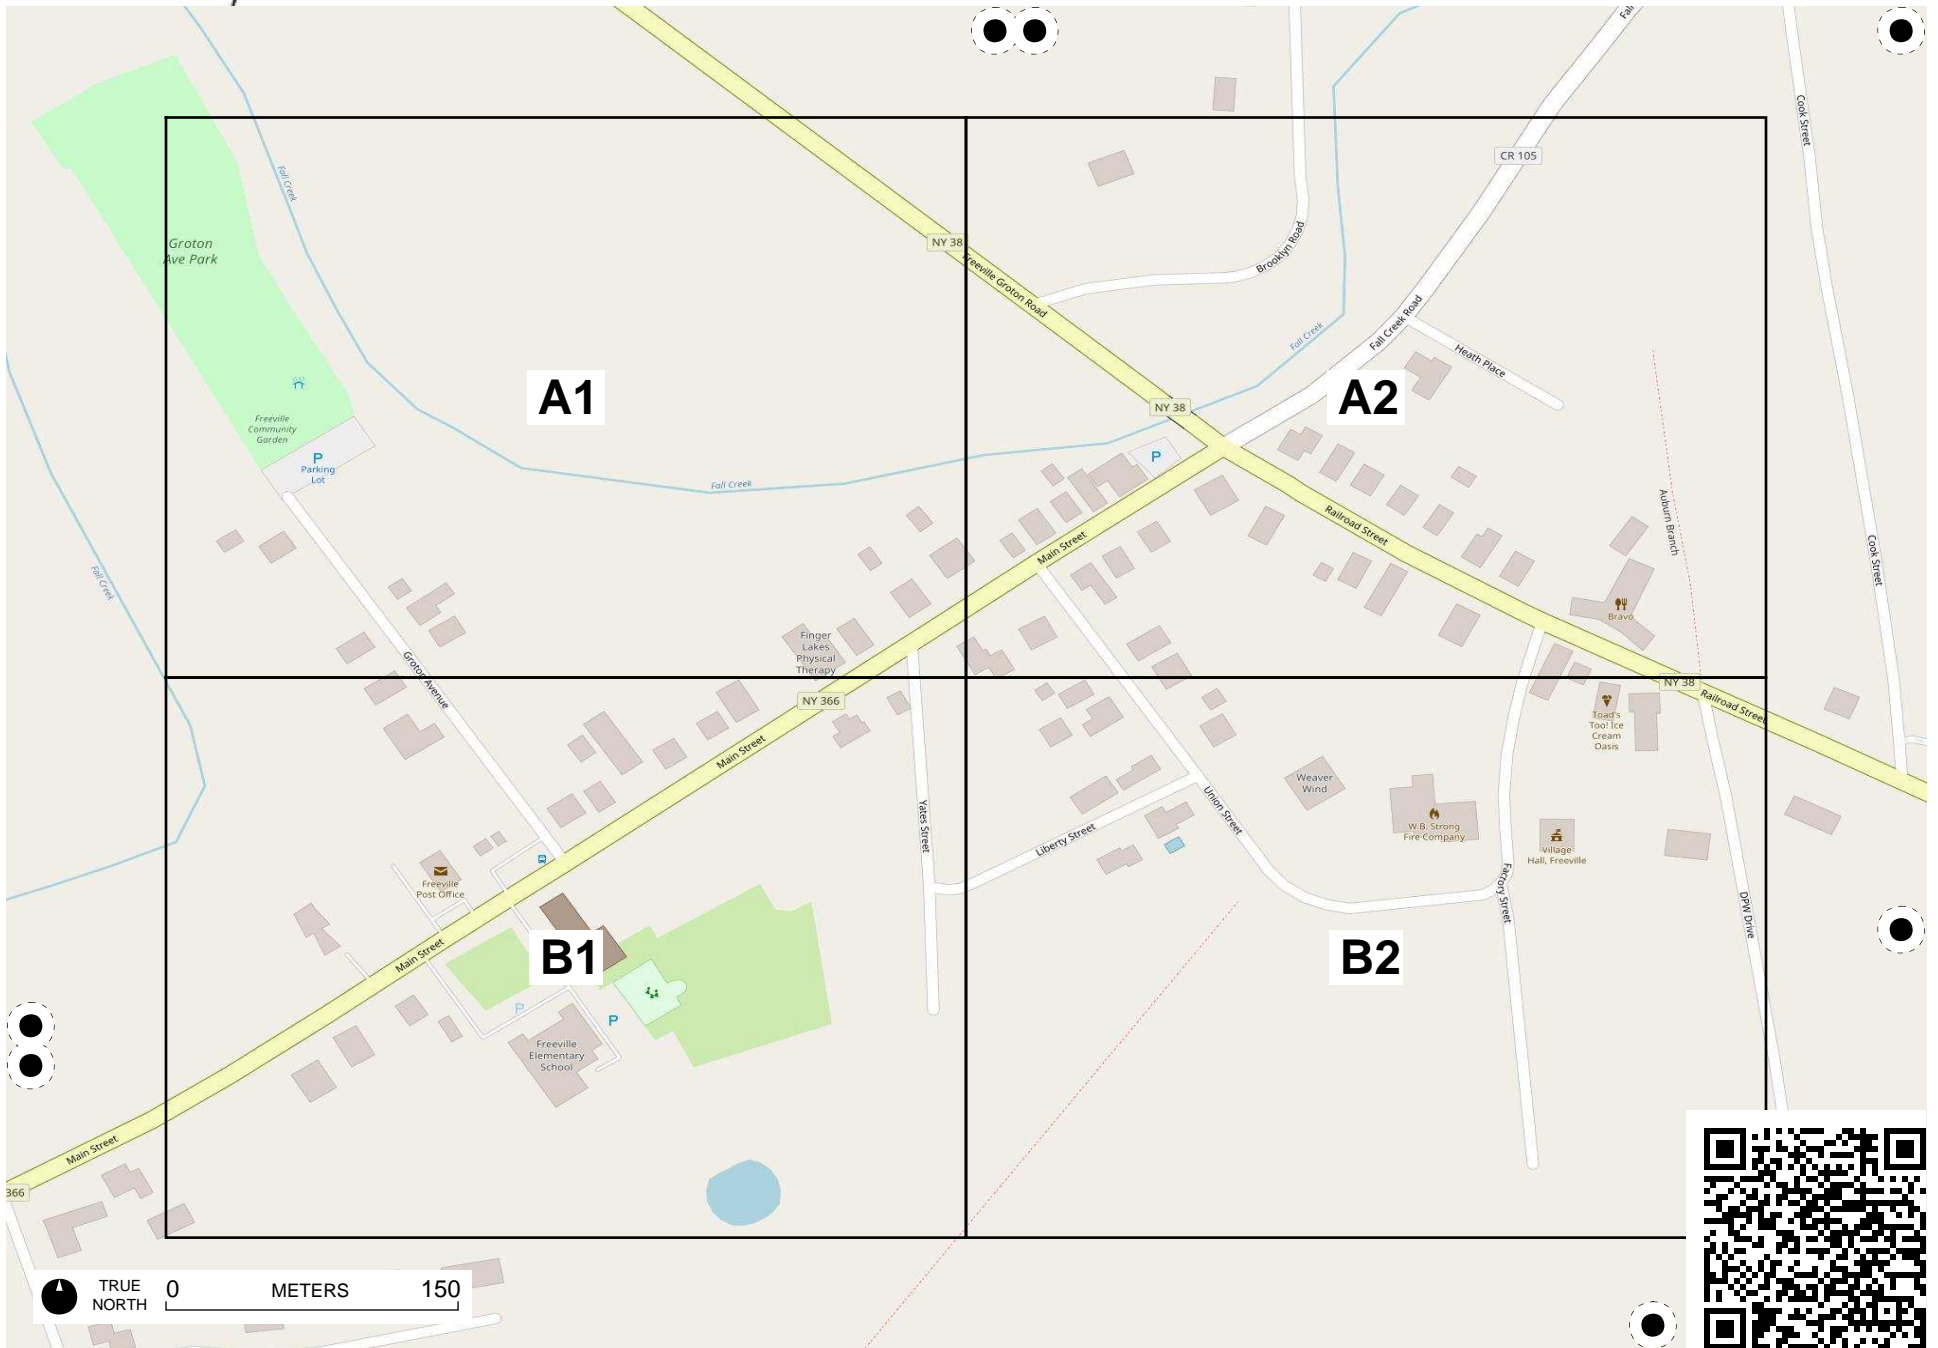 Fall
Cook Street
CR 105
Fall Creek
Groton
Ave Park
NY 38
Freeville Groton Road
Brooklyn Road
Fall Creek
Fall Creek Road
Heath Place
A1
A2
NY 38
Freeville
Community
Garden
P
Parking
Lot
P
Fall Creek
Railroad Street
Auburn Branch
Main Street
Cook Street
Fall Creek
Bravo
Finger
Lakes
Physical
Therapy
Groton Avenue
NY 38
NY 366
Railroad Street
Toad's
Too! Ice
Cream
Oasis
Main Street
Weaver
Wind
Yates Street
Union Street
Liberty Street
W.B. Strong
Fire Company
Village
Hall, Freeville
Freeville
Post Office
Factory Street
DPW Drive
Main Street
B1
B2
P
P
Freeville
Elementary
School
Main Street
366
TRUE
NORTH
0 METERS 150